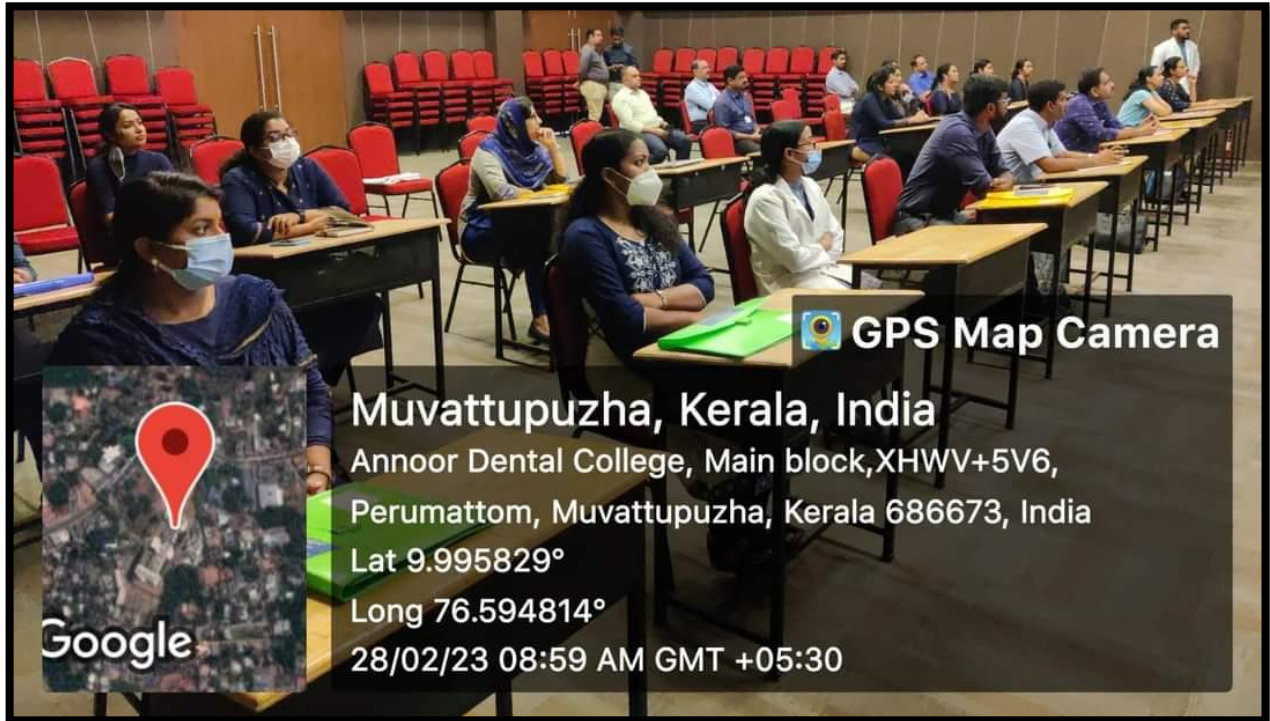 GPS Map Camera
Muvattupuzha, Kerala, India
Annoor Dental College, Main block,XHWV+5V6,
Perumattom, Muvattupuzha, Kerala 686673, India
Lat 9.995829°
Long 76.594814°
28/02/23 08:59 AM GMT +05:30
Google